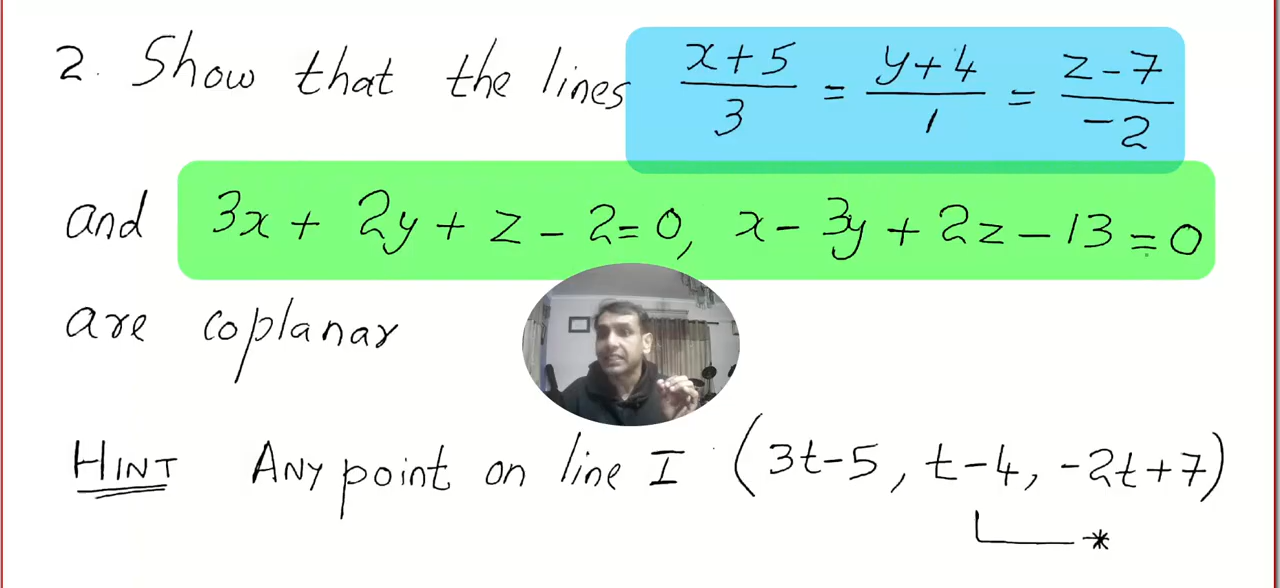 2. Show that the lines (x+5)/3 = (y+4)/1 = (z-7)/-2
and 3x + 2y + z - 2 = 0, x - 3y + 2z - 13 = 0
are coplanar
HINT ANY point on line I (3t-5, t-4, -2t+7)
*